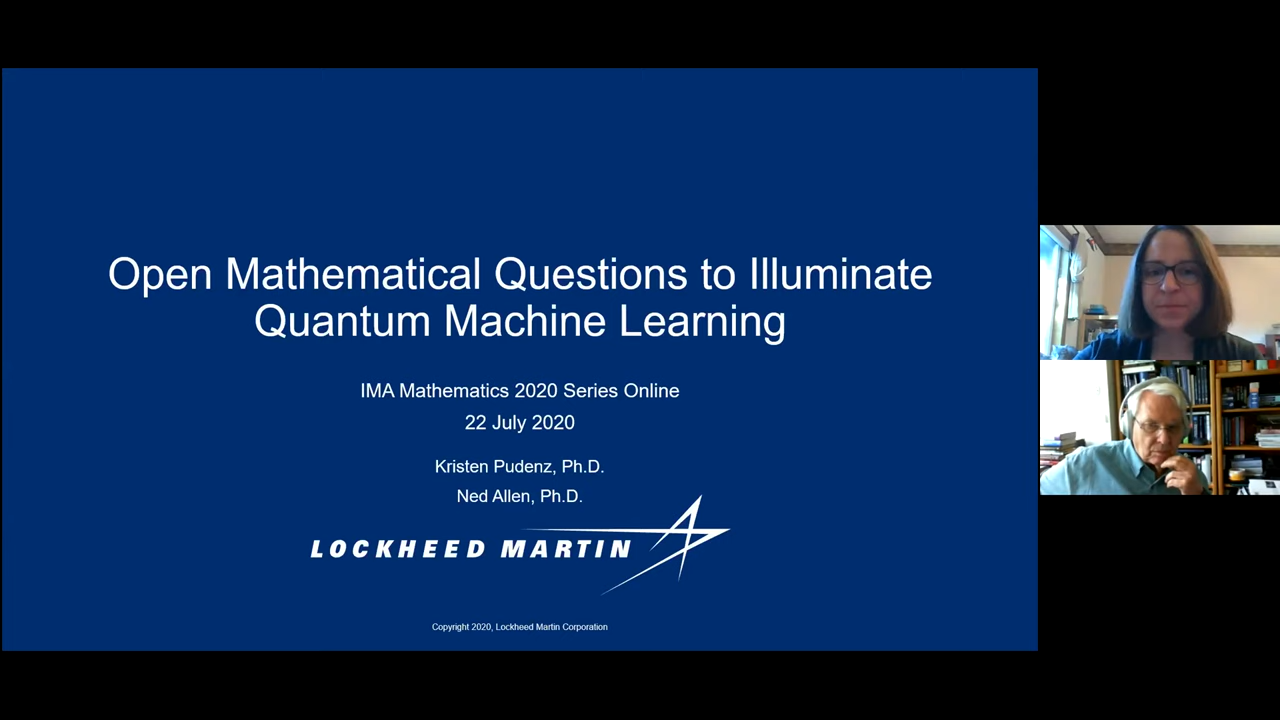 Open Mathematical Questions to Illuminate
Quantum Machine Learning
IMA Mathematics 2020 Series Online
22 July 2020
Kristen Pudenz, Ph.D.
Ned Allen, Ph.D.
LOCKHEED MARTIN
Copyright 2020, Lockheed Martin Corporation